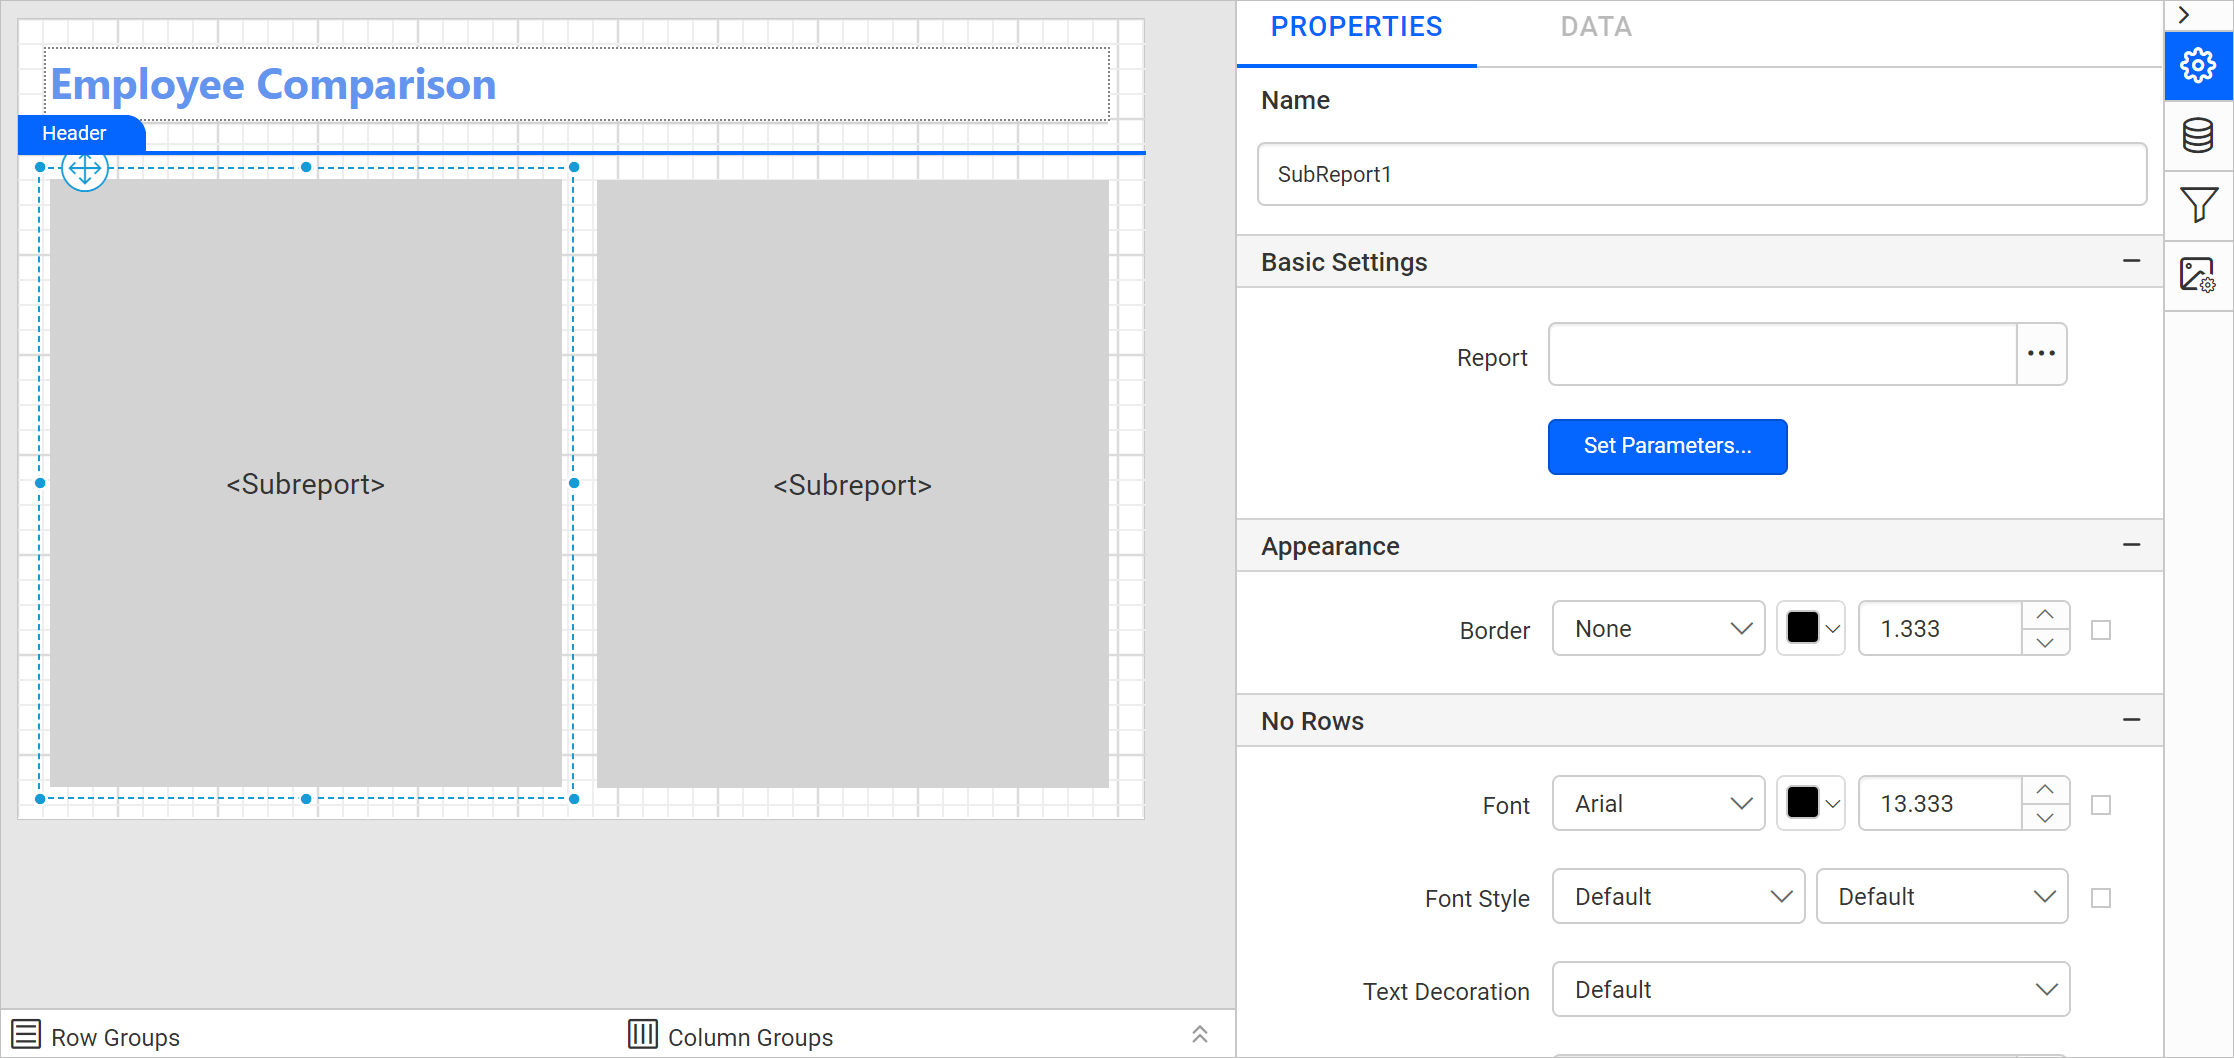 Employee Comparison
Header
<Subreport>
<Subreport>
Row Groups
Column Groups
PROPERTIES
DATA
Name
SubReport1
Basic Settings
Report
...
Set Parameters...
Appearance
Border
None
1.333
No Rows
Font
Arial
13.333
Font Style
Default
Default
Text Decoration
Default